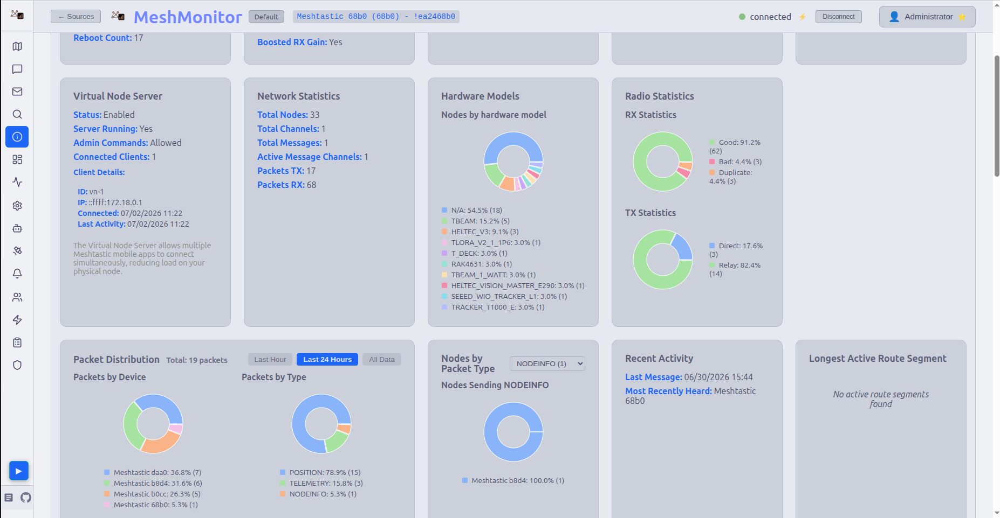 ← Sources
MeshMonitor
Default
Meshtastic 68b0 (68b0) - !ea2468b0
connected
Disconnect
Administrator
Reboot Count: 17
Boosted RX Gain: Yes
Virtual Node Server
Status: Enabled
Server Running: Yes
Admin Commands: Allowed
Connected Clients: 1
Client Details:
ID: vn-1
IP: ::ffff:172.18.0.1
Connected: 07/02/2026 11:22
Last Activity: 07/02/2026 11:22
The Virtual Node Server allows multiple
Meshtastic mobile apps to connect
simultaneously, reducing load on your
physical node.
Network Statistics
Total Nodes: 33
Total Channels: 1
Total Messages: 1
Active Message Channels: 1
Packets TX: 17
Packets RX: 68
Hardware Models
Nodes by hardware model
N/A: 54.5% (18)
TBEAM: 15.2% (5)
HELTEC_V3: 9.1% (3)
TLORA_V2_1_1P6: 3.0% (1)
T_DECK: 3.0% (1)
RAK4631: 3.0% (1)
TBEAM_1_WATT: 3.0% (1)
HELTEC_VISION_MASTER_E290: 3.0% (1)
SEEED_WIO_TRACKER_L1: 3.0% (1)
TRACKER_T1000_E: 3.0% (1)
Radio Statistics
RX Statistics
Good: 91.2%
(62)
Bad: 4.4% (3)
Duplicate:
4.4% (3)
TX Statistics
Direct: 17.6%
(3)
Relay: 82.4%
(14)
Packet Distribution
Total: 19 packets
Last Hour
Last 24 Hours
All Data
Packets by Device
Meshtastic daa0: 36.8% (7)
Meshtastic b8d4: 31.6% (6)
Meshtastic b0cc: 26.3% (5)
Meshtastic 68b0: 5.3% (1)
Packets by Type
POSITION: 78.9% (15)
TELEMETRY: 15.8% (3)
NODEINFO: 5.3% (1)
Nodes by
Packet Type
NODEINFO (1)
Nodes Sending NODEINFO
Meshtastic b8d4: 100.0% (1)
Recent Activity
Last Message: 06/30/2026 15:44
Most Recently Heard: Meshtastic
68b0
Longest Active Route Segment
No active route segments
found